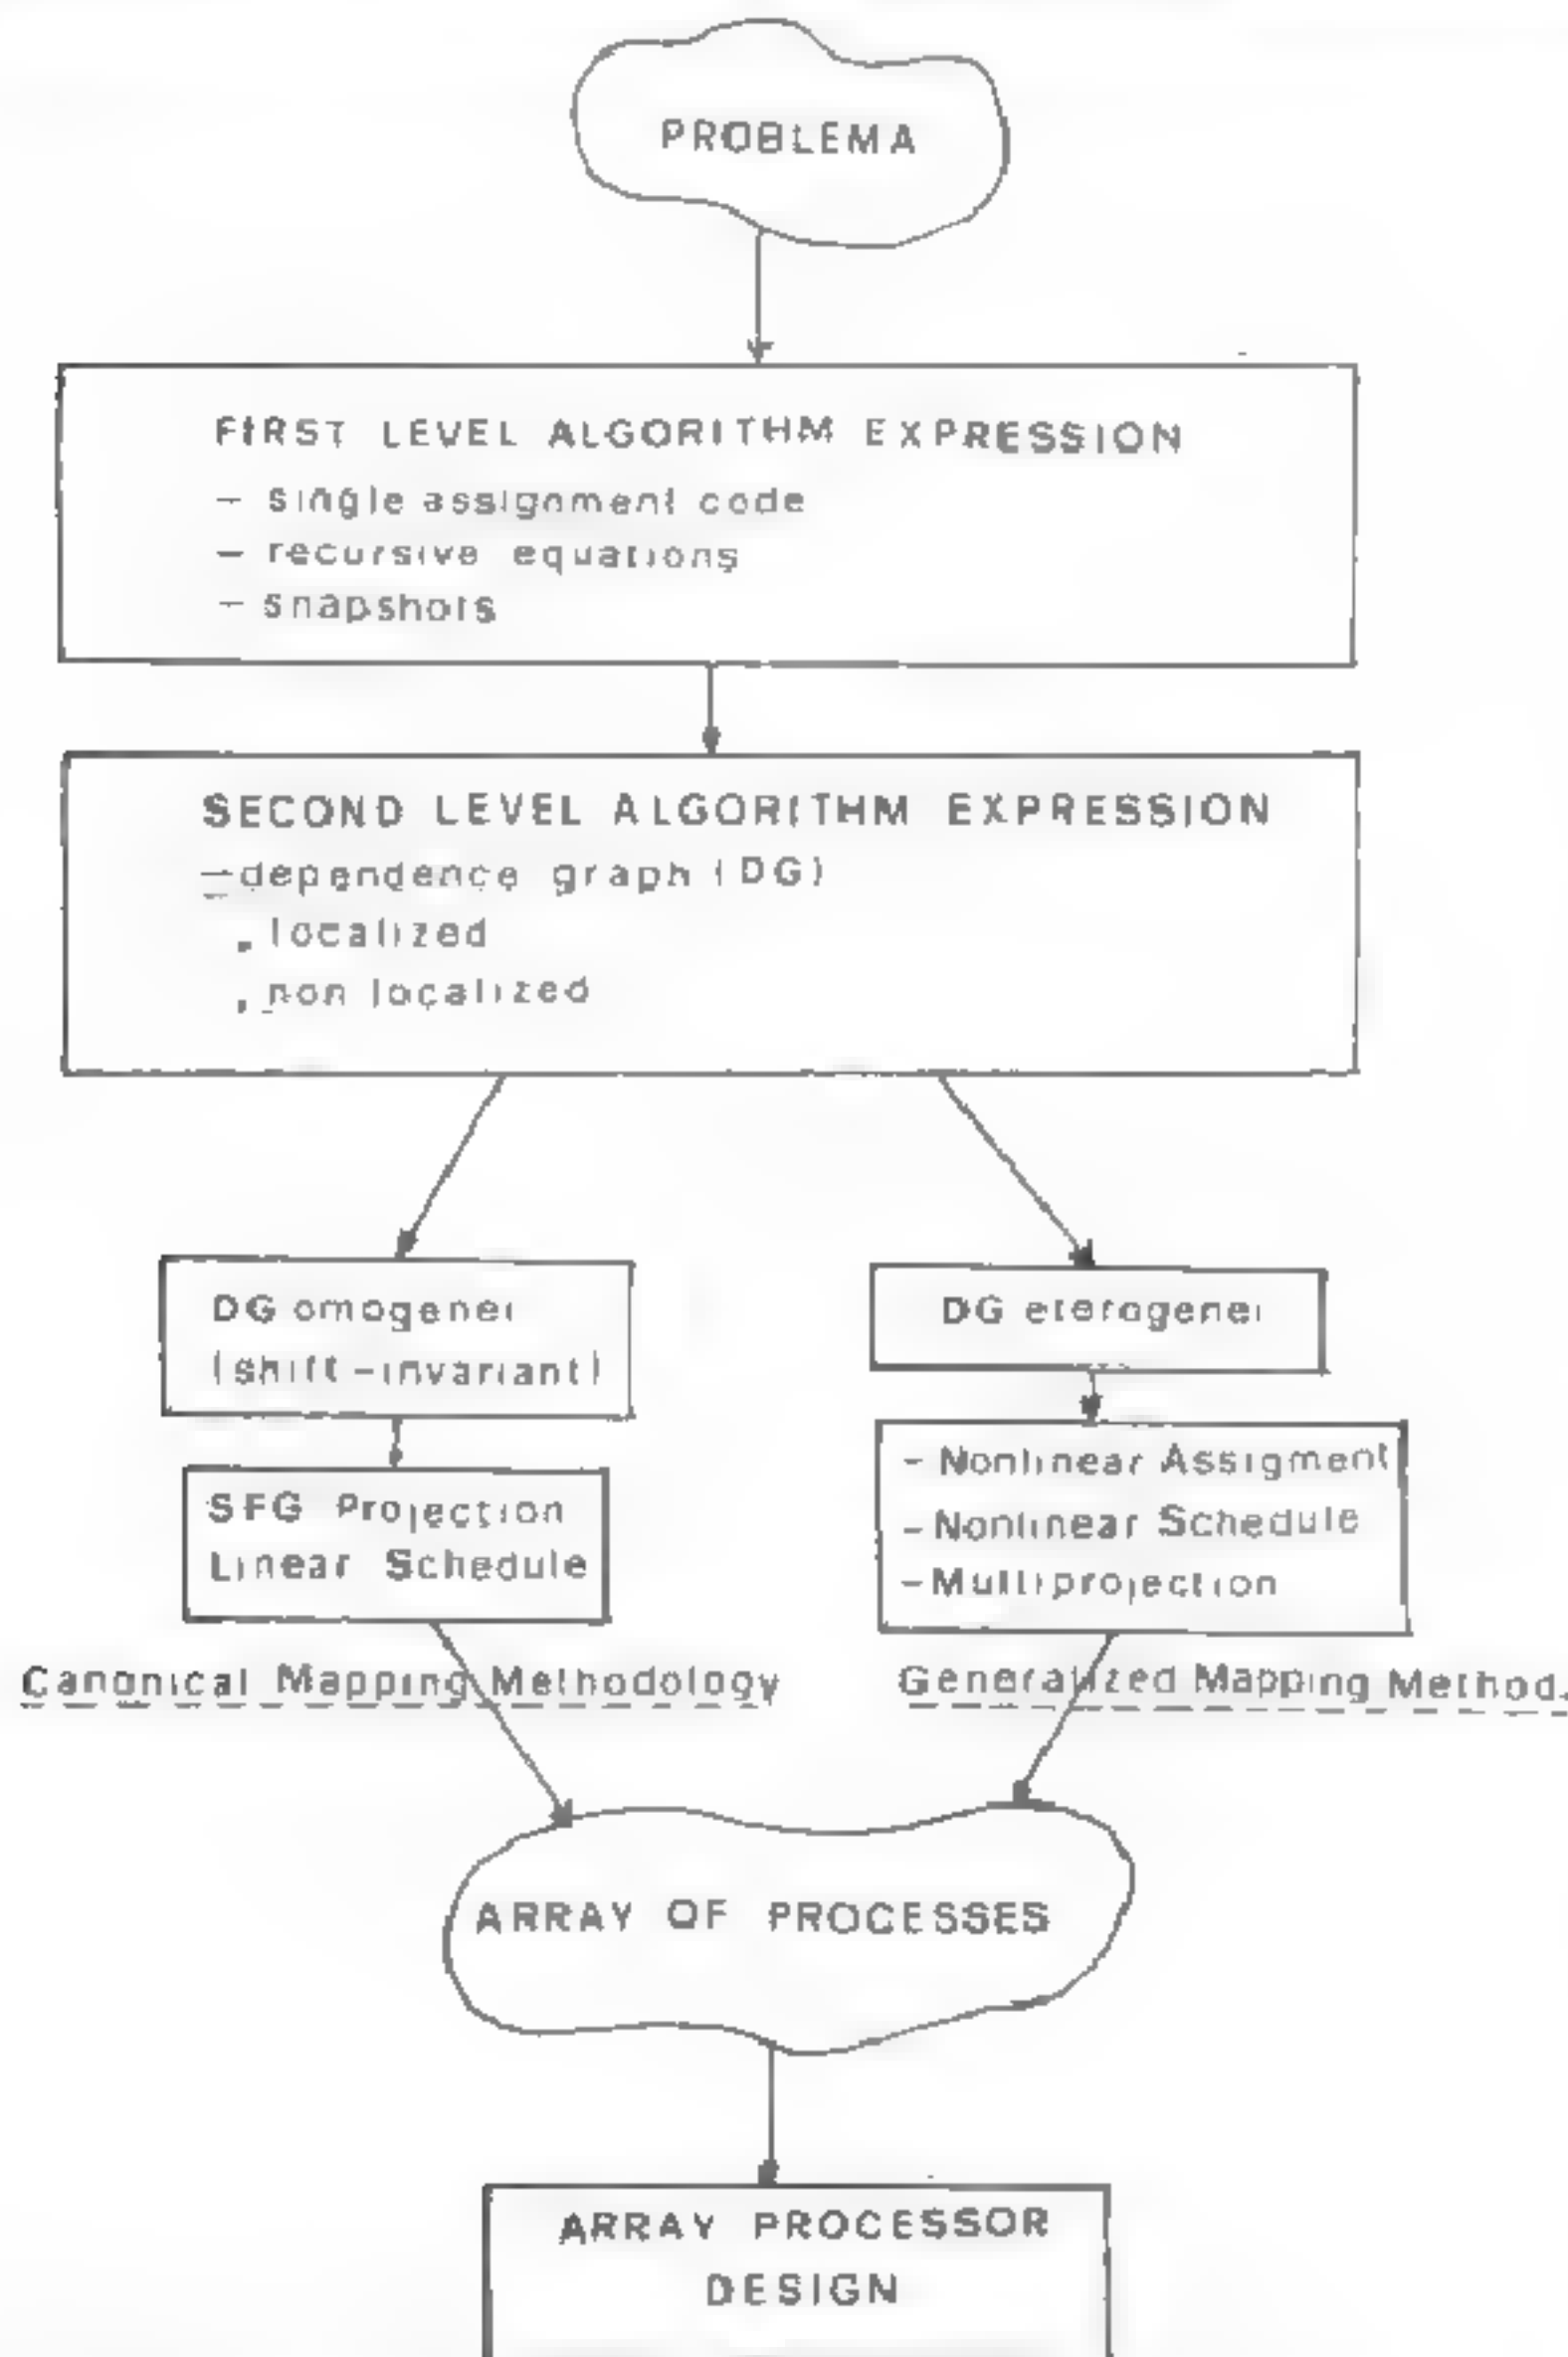 PROBLEMA
FIRST LEVEL ALGORITHM EXPRESSION
- single assignment code
- recursive equations
- snapshots
SECOND LEVEL ALGORITHM EXPRESSION
- dependence graph (DG)
. localized
. non localized
DG omogenei
(shift-invariant)
SFG Projection
Linear Schedule
Canonical Mapping Methodology
DG eterogenei
- Nonlinear Assigment
- Nonlinear Schedule
- Multiprojection
Generalized Mapping Method.
ARRAY OF PROCESSES
ARRAY PROCESSOR
DESIGN